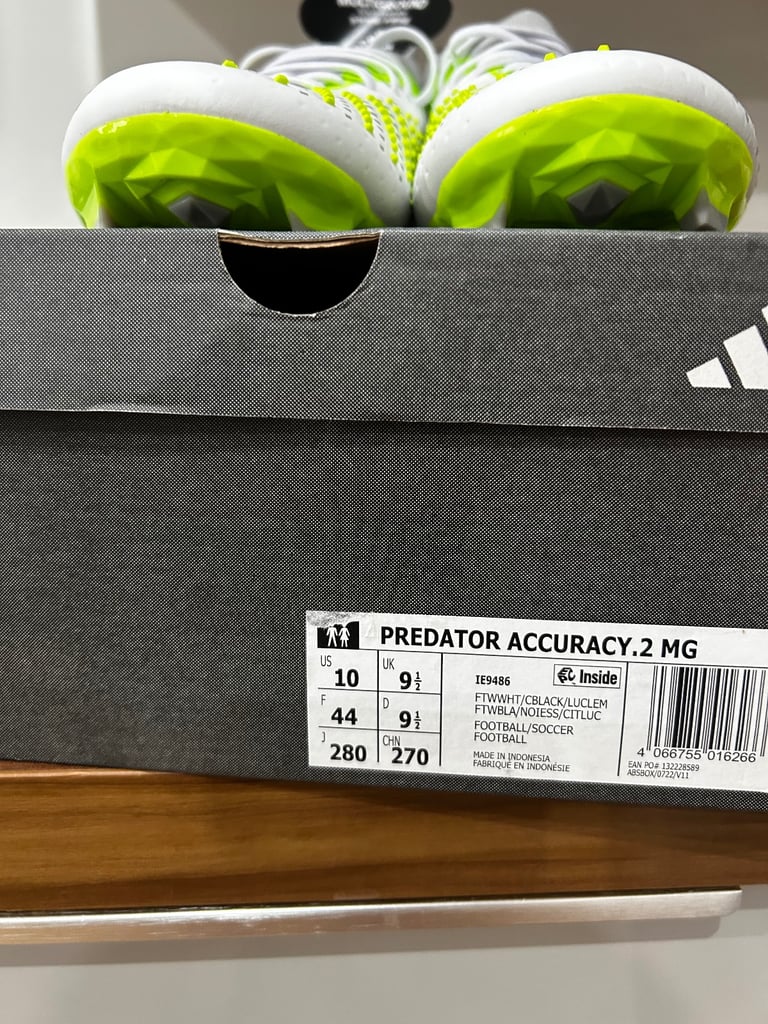 PREDATOR ACCURACY.2 MG
US 10 UK 9½
F 44 D 9½
J 280 CHN 270
IE9486
Inside
FTWWHT/CBLACK/LUCLEM
FTWBLA/NOIESS/CITLUC
FOOTBALL/SOCCER
FOOTBALL
MADE IN INDONESIA
FABRIQUÉ EN INDONÉSIE
4 066755 016266
EAN PO# 132228589
ABSBOX/0722/V11